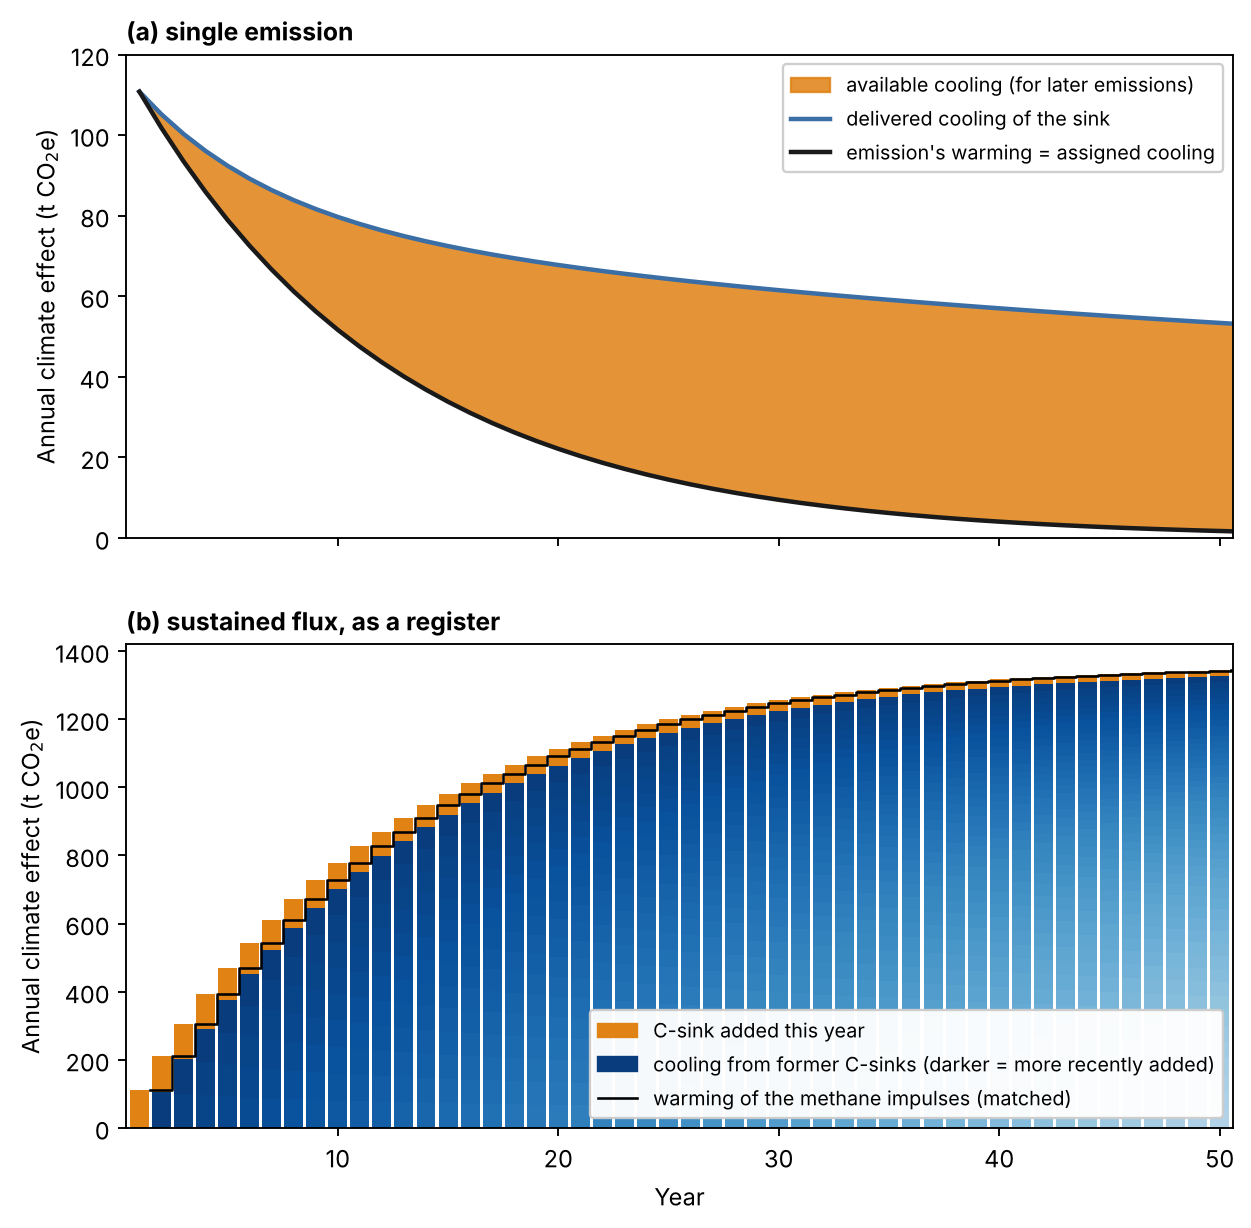 (a) single emission
120
100
80
60
40
20
0
Annual climate effect (t CO₂e)
available cooling (for later emissions)
delivered cooling of the sink
emission's warming = assigned cooling
(b) sustained flux, as a register
1400
1200
1000
800
600
400
200
0
Annual climate effect (t CO₂e)
C-sink added this year
cooling from former C-sinks (darker = more recently added)
warming of the methane impulses (matched)
10 20 30 40 50
Year